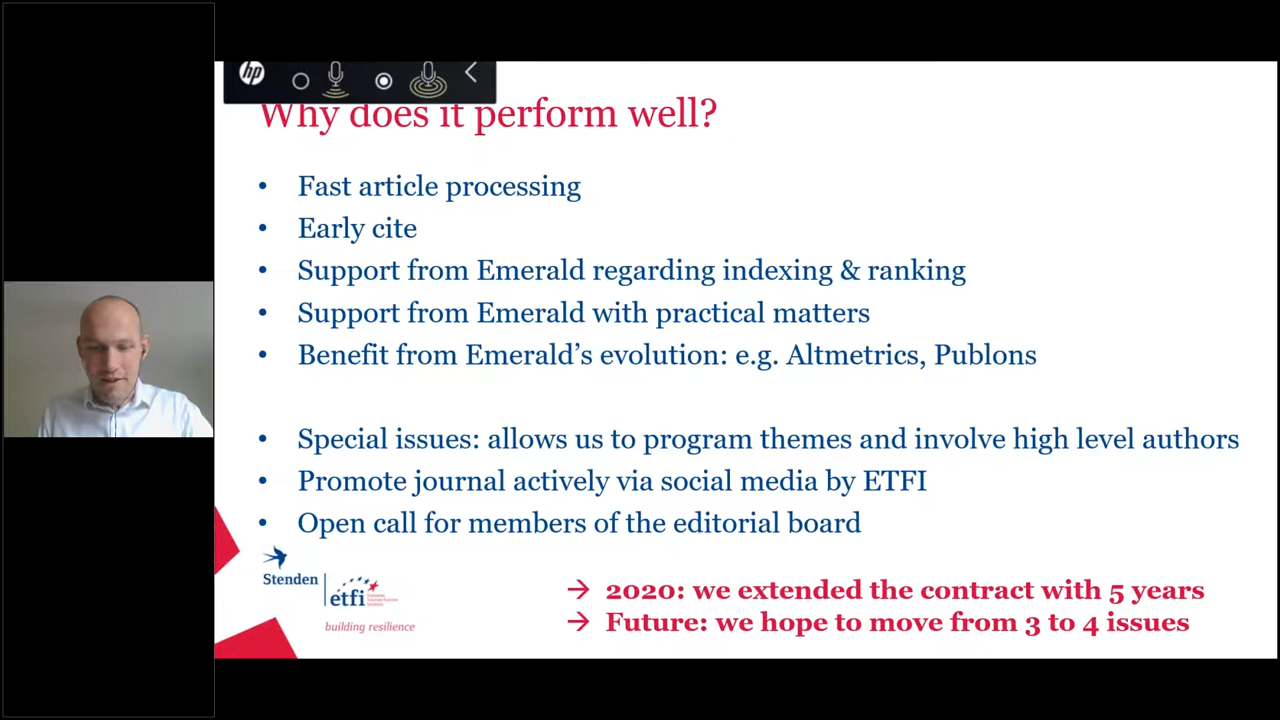 hp
Why does it perform well?
• Fast article processing
• Early cite
• Support from Emerald regarding indexing & ranking
• Support from Emerald with practical matters
• Benefit from Emerald’s evolution: e.g. Altmetrics, Publons
• Special issues: allows us to program themes and involve high level authors
• Promote journal actively via social media by ETFI
• Open call for members of the editorial board
Stenden
etfi
building resilience
→ 2020: we extended the contract with 5 years
→ Future: we hope to move from 3 to 4 issues